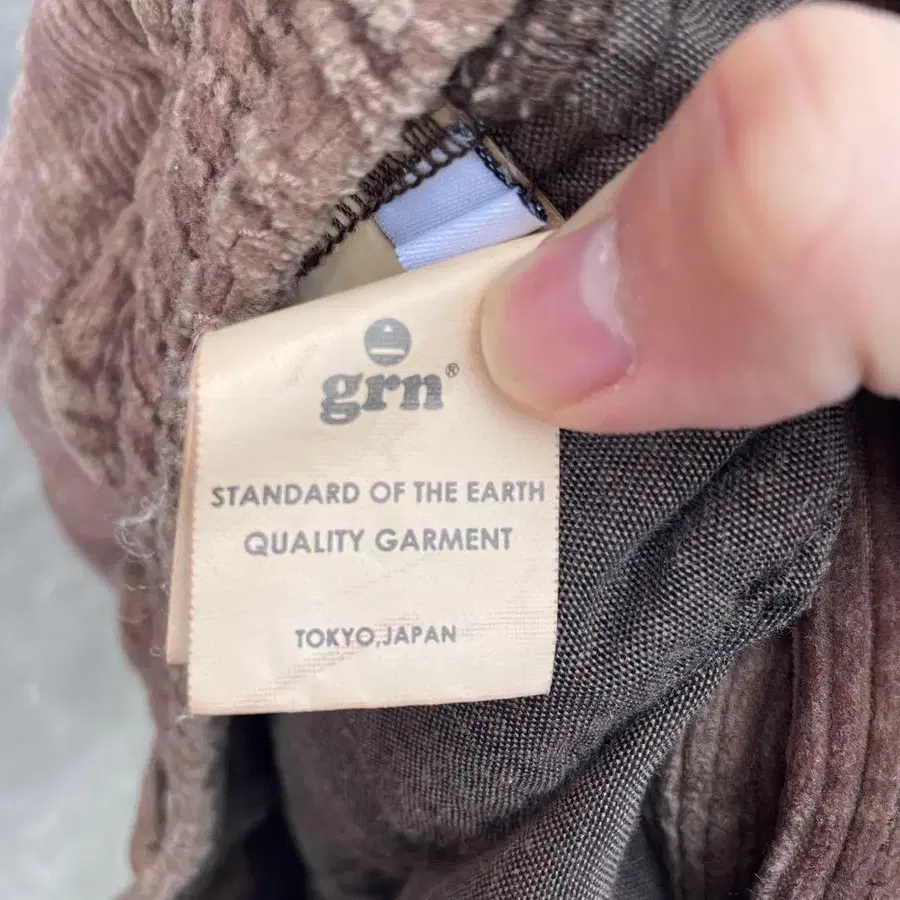 grn®
STANDARD OF THE EARTH
QUALITY GARMENT
TOKYO,JAPAN